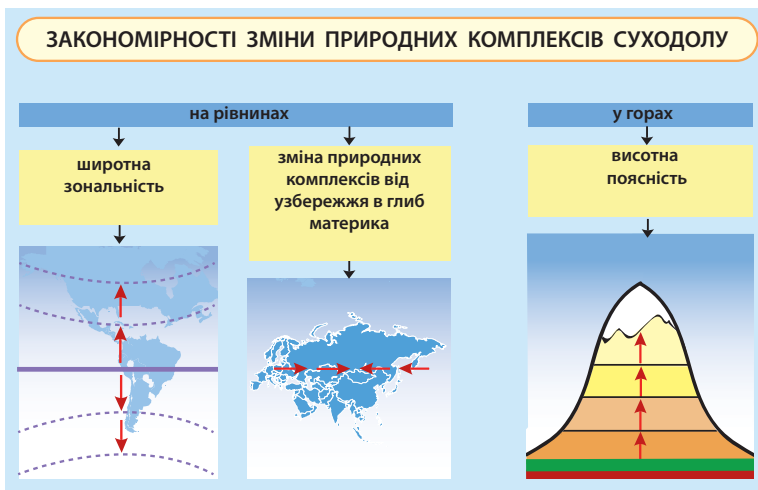 ЗАКОНОМІРНОСТІ ЗМІНИ ПРИРОДНИХ КОМПЛЕКСІВ СУХОДОЛУ
на рівнинах
у горах
широтна
зональність
зміна природних
комплексів від
узбережжя в глиб
материка
висотна
поясність